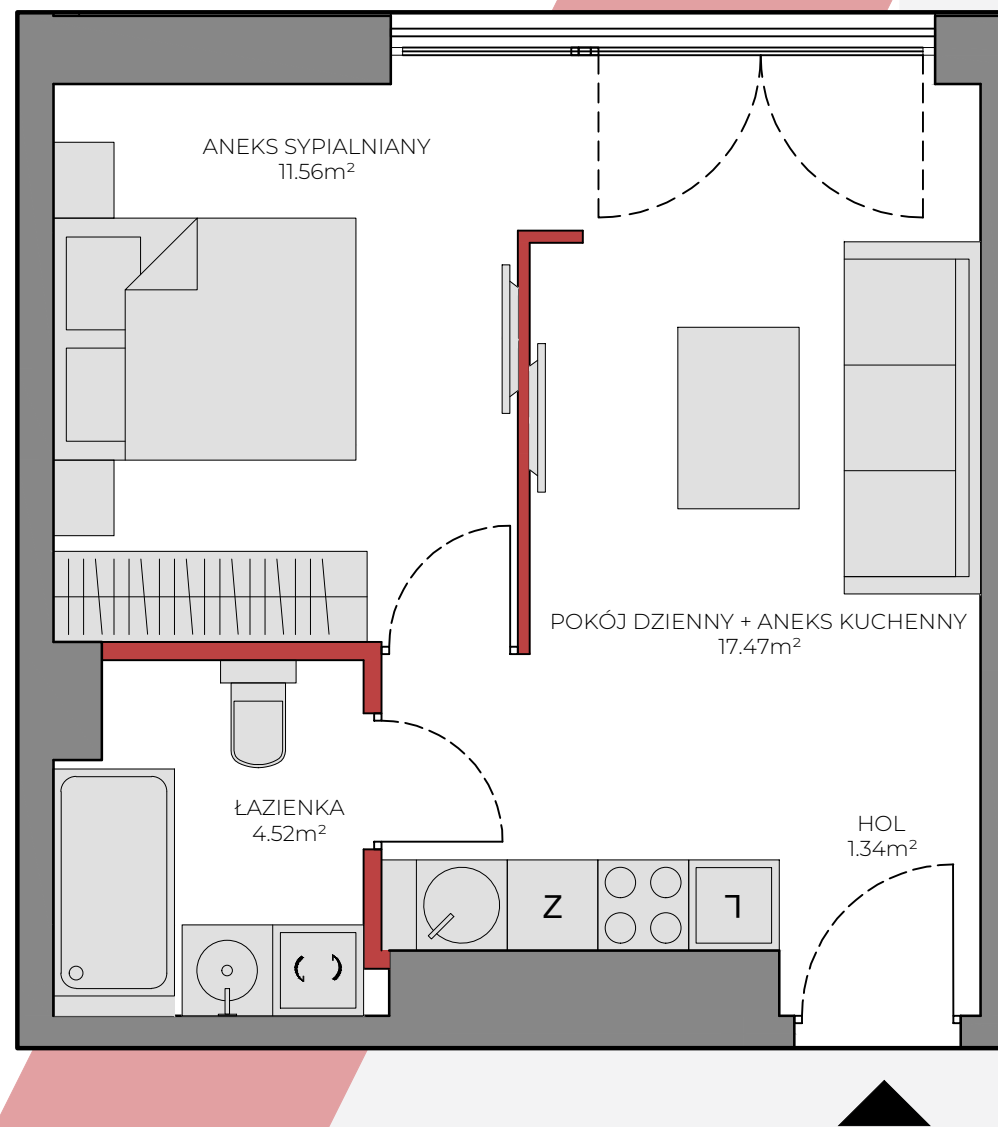 ANEKS SYPIALNIANY
11.56m²
POKÓJ DZIENNY + ANEKS KUCHENNY
17.47m²
ŁAZIENKA
4.52m²
HOL
1.34m²
Z
L